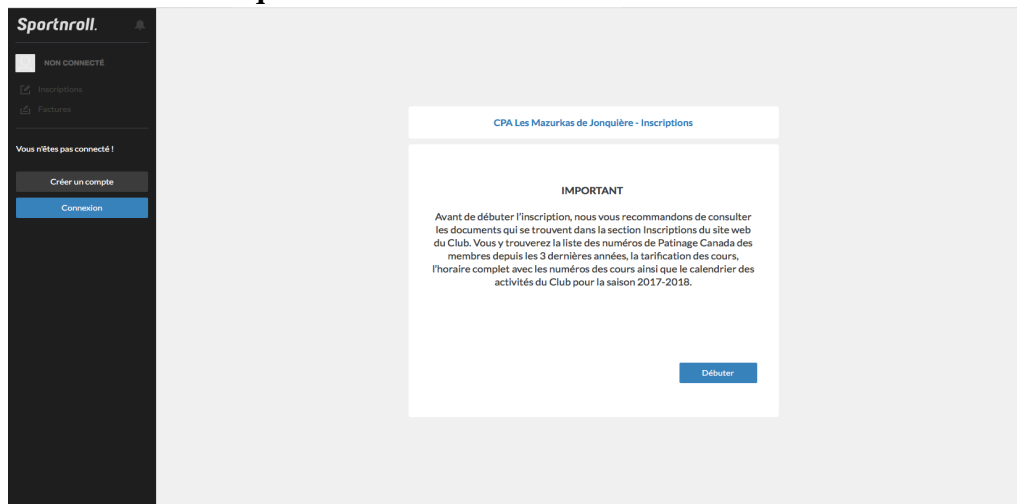 Sportnroll.
NON CONNECTÉ
Inscriptions
Factures
Vous n'êtes pas connecté !
Créer un compte
Connexion
CPA Les Mazurkas de Jonquière - Inscriptions
IMPORTANT
Avant de débuter l'inscription, nous vous recommandons de consulter
les documents qui se trouvent dans la section Inscriptions du site web
du Club. Vous y trouverez la liste des numéros de Patinage Canada des
membres depuis les 3 dernières années, la tarification des cours,
l'horaire complet avec les numéros des cours ainsi que le calendrier des
activités du Club pour la saison 2017-2018.
Débuter